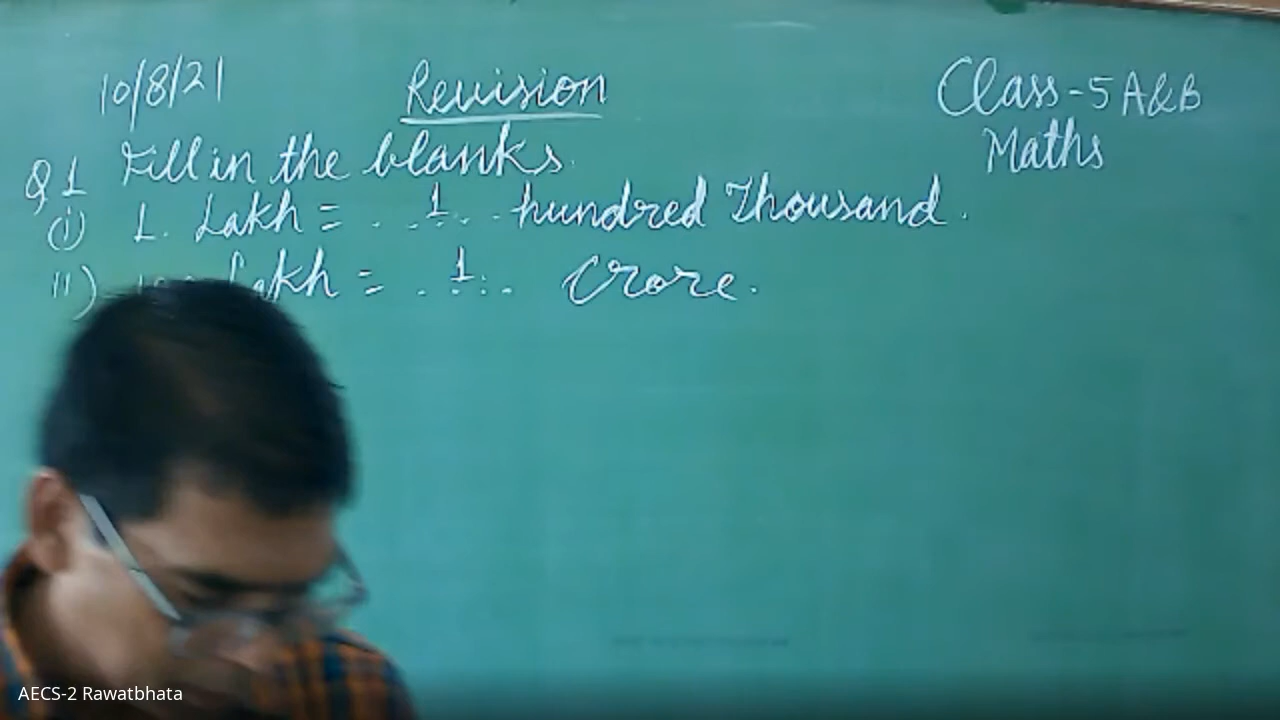 10/8/21 Revision Class-5 A&B
Maths
Q1 Fill in the blanks.
(i) 1. Lakh = . .1. . . hundred Thousand.
ii) Lakh = . .1. . Crore.
AECS-2 Rawatbhata